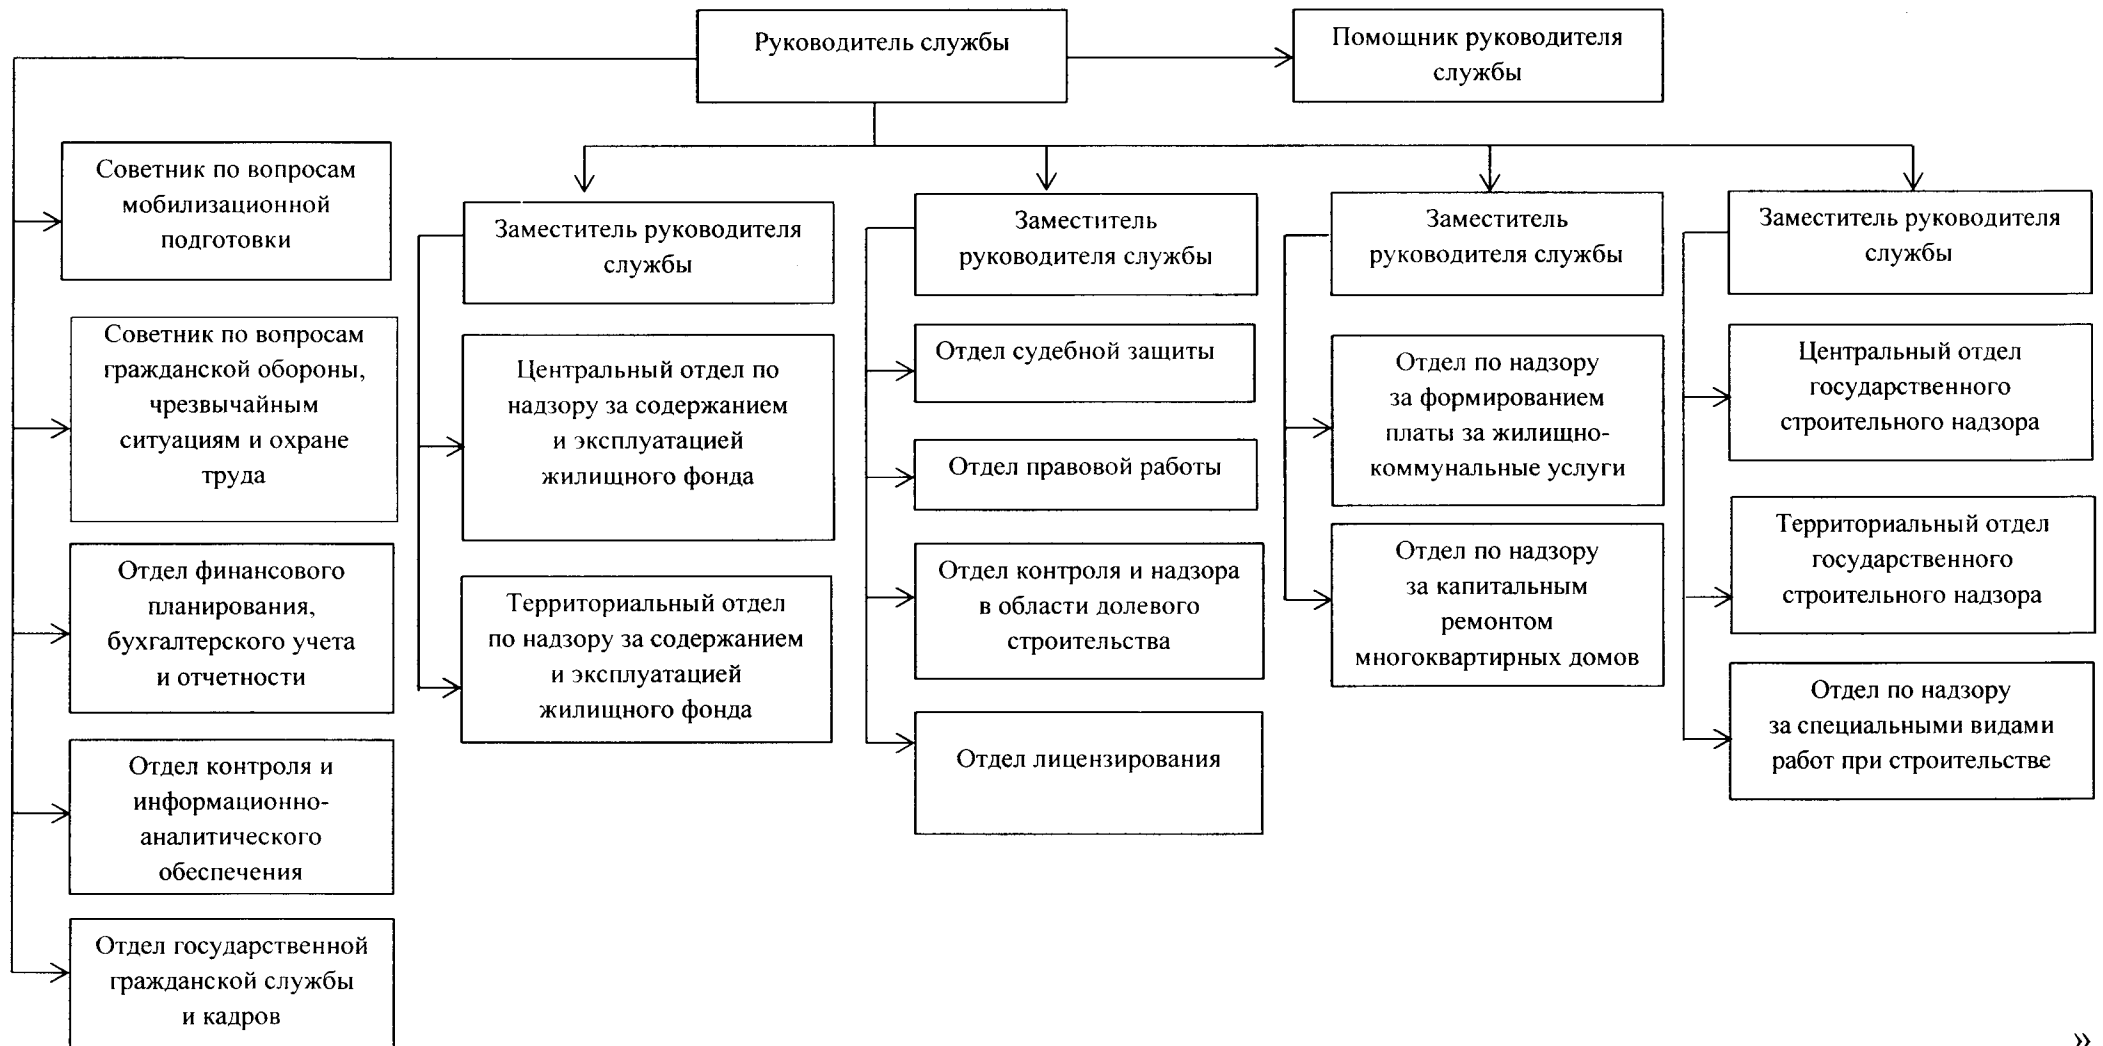 Руководитель службы
Помощник руководителя
службы
Советник по вопросам
мобилизационной
подготовки
Советник по вопросам
гражданской обороны,
чрезвычайным
ситуациям и охране
труда
Отдел финансового
планирования,
бухгалтерского учета
и отчетности
Отдел контроля и
информационно-
аналитического
обеспечения
Отдел государственной
гражданской службы
и кадров
Заместитель руководителя
службы
Центральный отдел по
надзору за содержанием
и эксплуатацией
жилищного фонда
Территориальный отдел
по надзору за содержанием
и эксплуатацией
жилищного фонда
Заместитель
руководителя службы
Отдел судебной защиты
Отдел правовой работы
Отдел контроля и надзора
в области долевого
строительства
Отдел лицензирования
Заместитель
руководителя службы
Отдел по надзору
за формированием
платы за жилищно-
коммунальные услуги
Отдел по надзору
за капитальным
ремонтом
многоквартирных домов
Заместитель руководителя
службы
Центральный отдел
государственного
строительного надзора
Территориальный отдел
государственного
строительного надзора
Отдел по надзору
за специальными видами
работ при строительстве
»